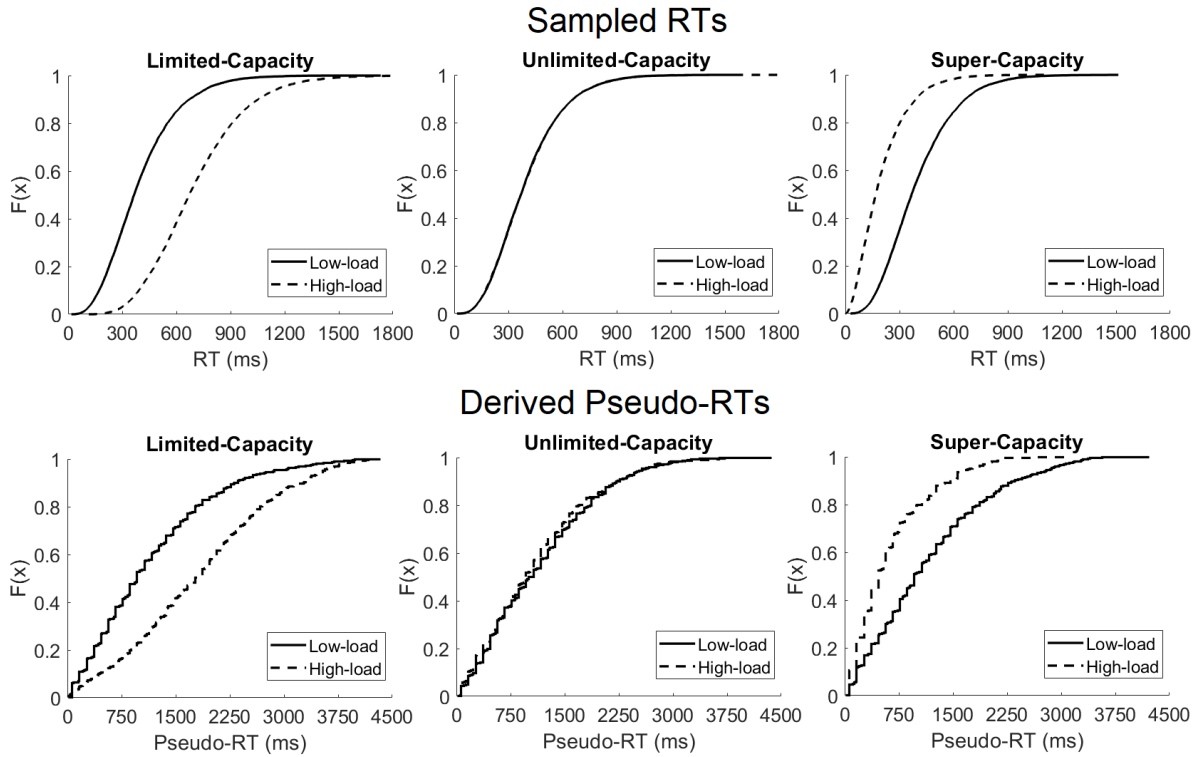 Sampled RTs
Limited-Capacity
1
0.8
0.6
0.4
0.2
0
F(x)
Low-load
High-load
0 300 600 900 1200 1500 1800
RT (ms)
Unlimited-Capacity
1
0.8
0.6
0.4
0.2
0
F(x)
Low-load
High-load
0 300 600 900 1200 1500 1800
RT (ms)
Super-Capacity
1
0.8
0.6
0.4
0.2
0
F(x)
Low-load
High-load
0 300 600 900 1200 1500 1800
RT (ms)
Derived Pseudo-RTs
Limited-Capacity
1
0.8
0.6
0.4
0.2
0
F(x)
Low-load
High-load
0 750 1500 2250 3000 3750 4500
Pseudo-RT (ms)
Unlimited-Capacity
1
0.8
0.6
0.4
0.2
0
F(x)
Low-load
High-load
0 750 1500 2250 3000 3750 4500
Pseudo-RT (ms)
Super-Capacity
1
0.8
0.6
0.4
0.2
0
F(x)
Low-load
High-load
0 750 1500 2250 3000 3750 4500
Pseudo-RT (ms)